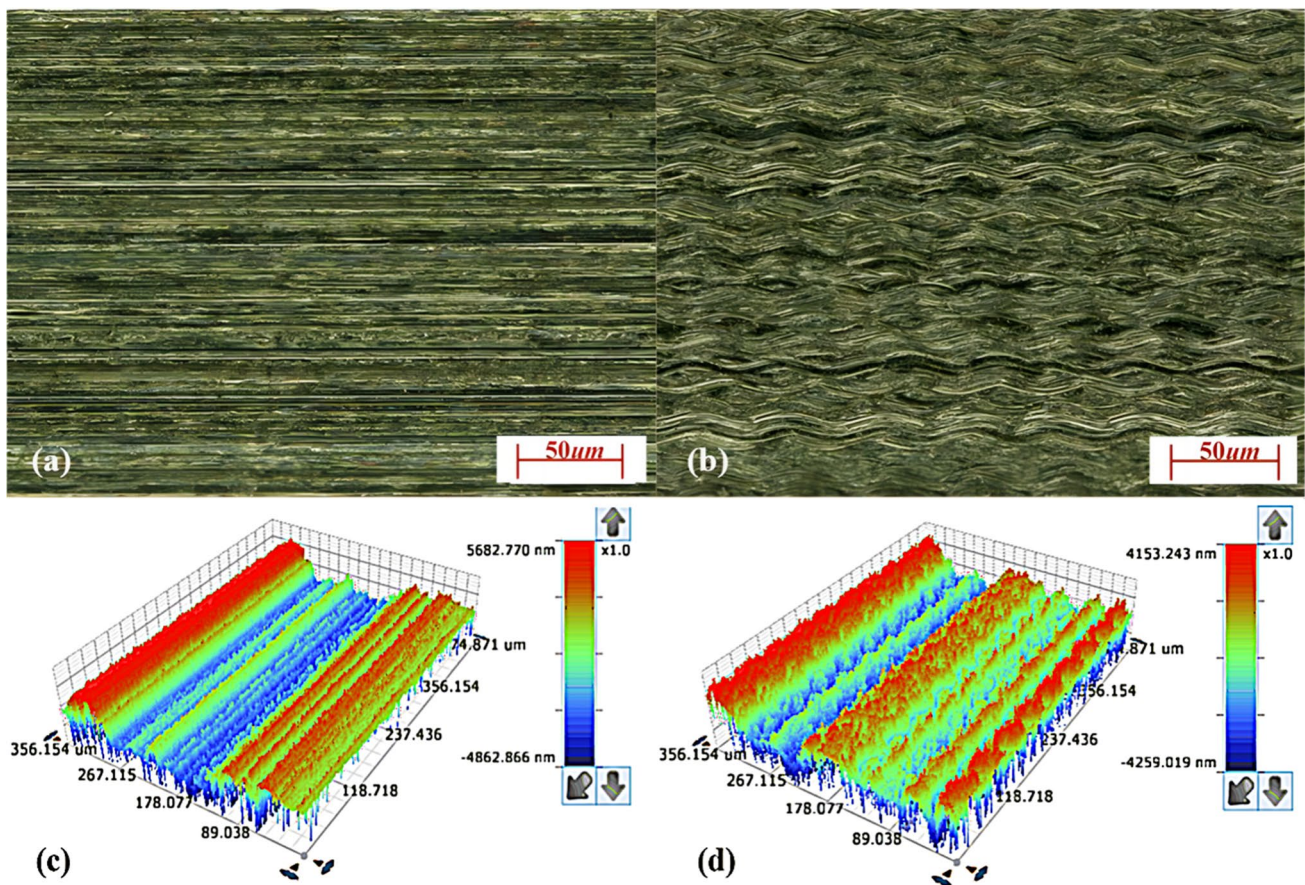 (a)
50um
(b)
50um
5682.770 nm
x1.0
-4862.866 nm
74.871 um
356.154
237.436
118.718
356.154 um
267.115
178.077
89.038
(c)
4153.243 nm
x1.0
-4259.019 nm
.871 um
356.154
237.436
118.718
356.154 um
267.115
178.077
89.038
(d)